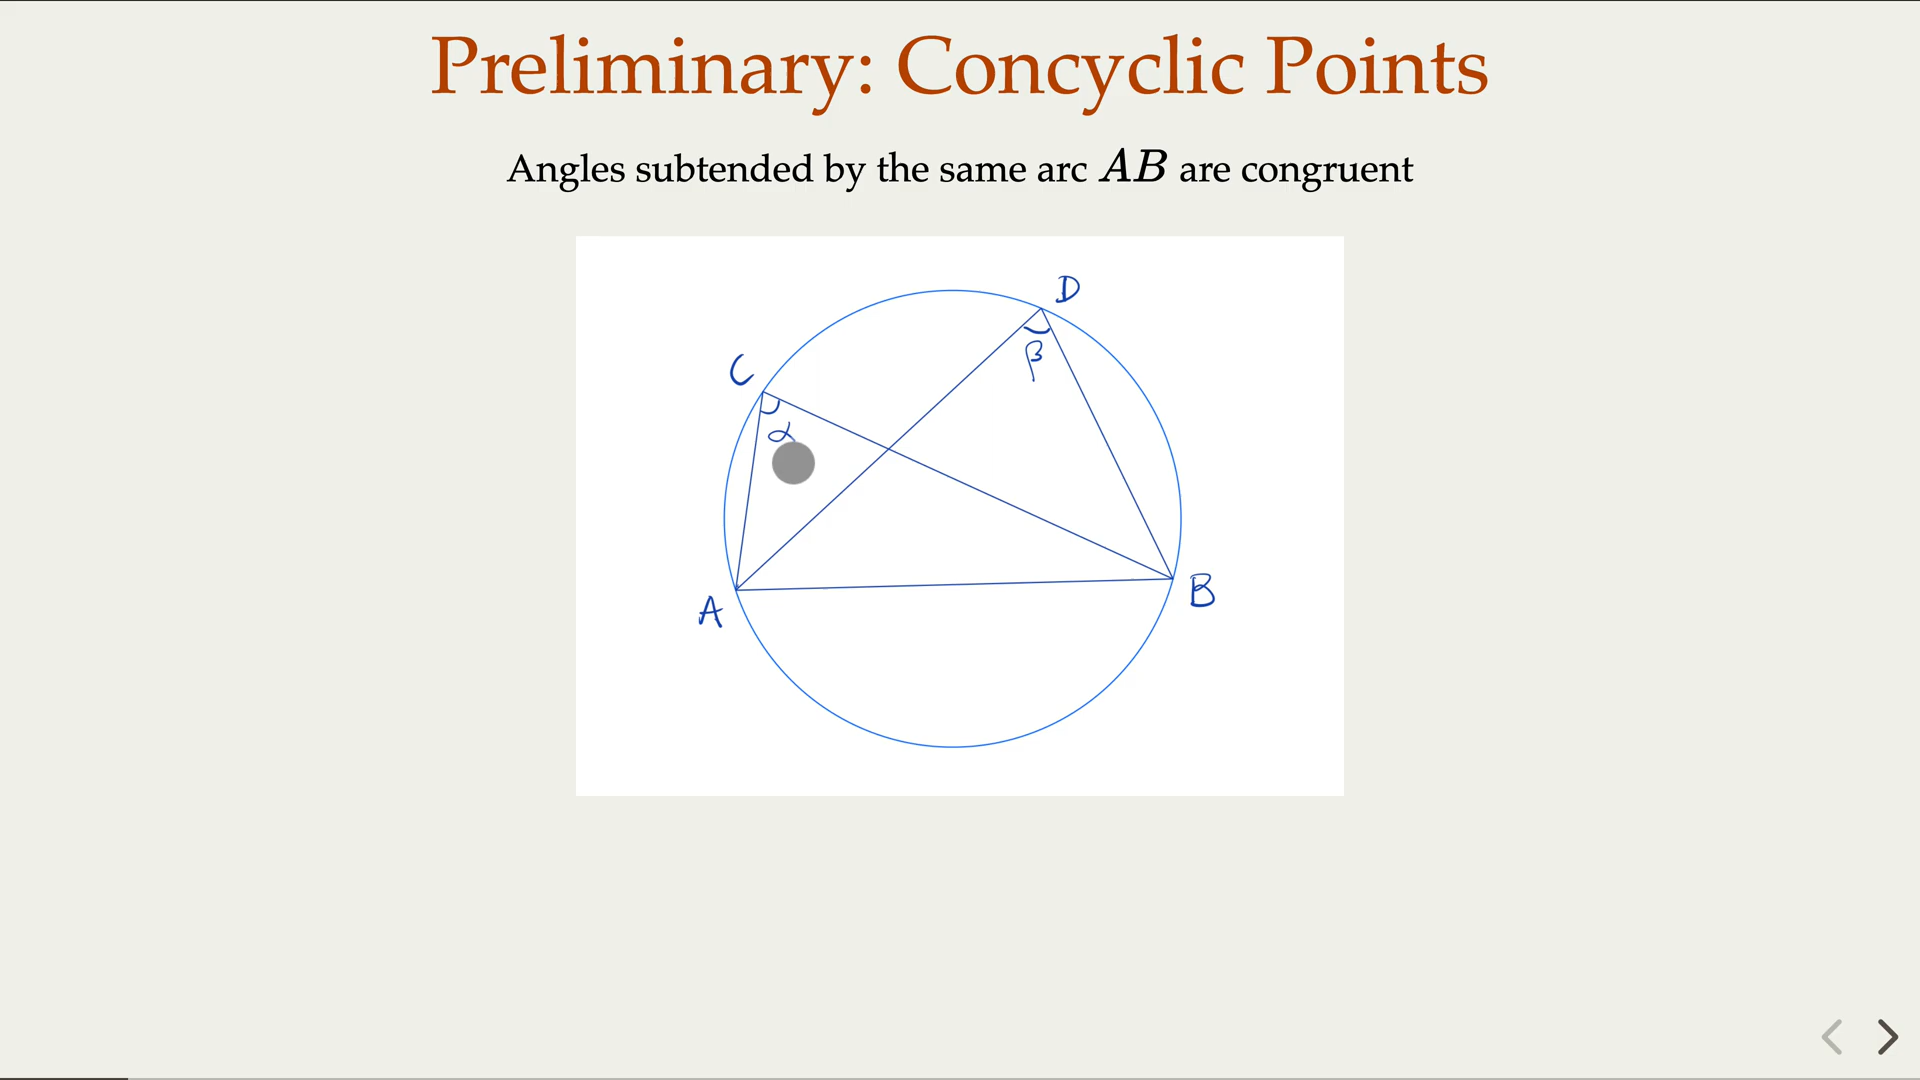 Preliminary: Concyclic Points
Angles subtended by the same arc AB are congruent
D
β
C
α
A
B